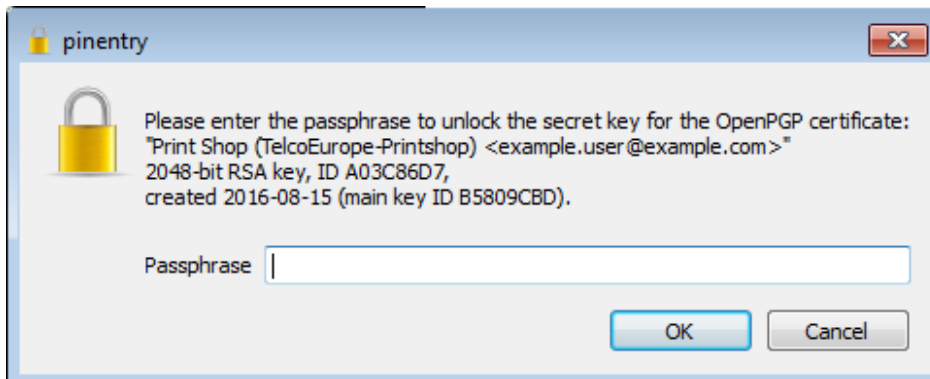 pinentry
Please enter the passphrase to unlock the secret key for the OpenPGP certificate:
"Print Shop (TelcoEurope-Printshop) <example.user@example.com>"
2048-bit RSA key, ID A03C86D7,
created 2016-08-15 (main key ID B5809CBD).
Passphrase
OK Cancel